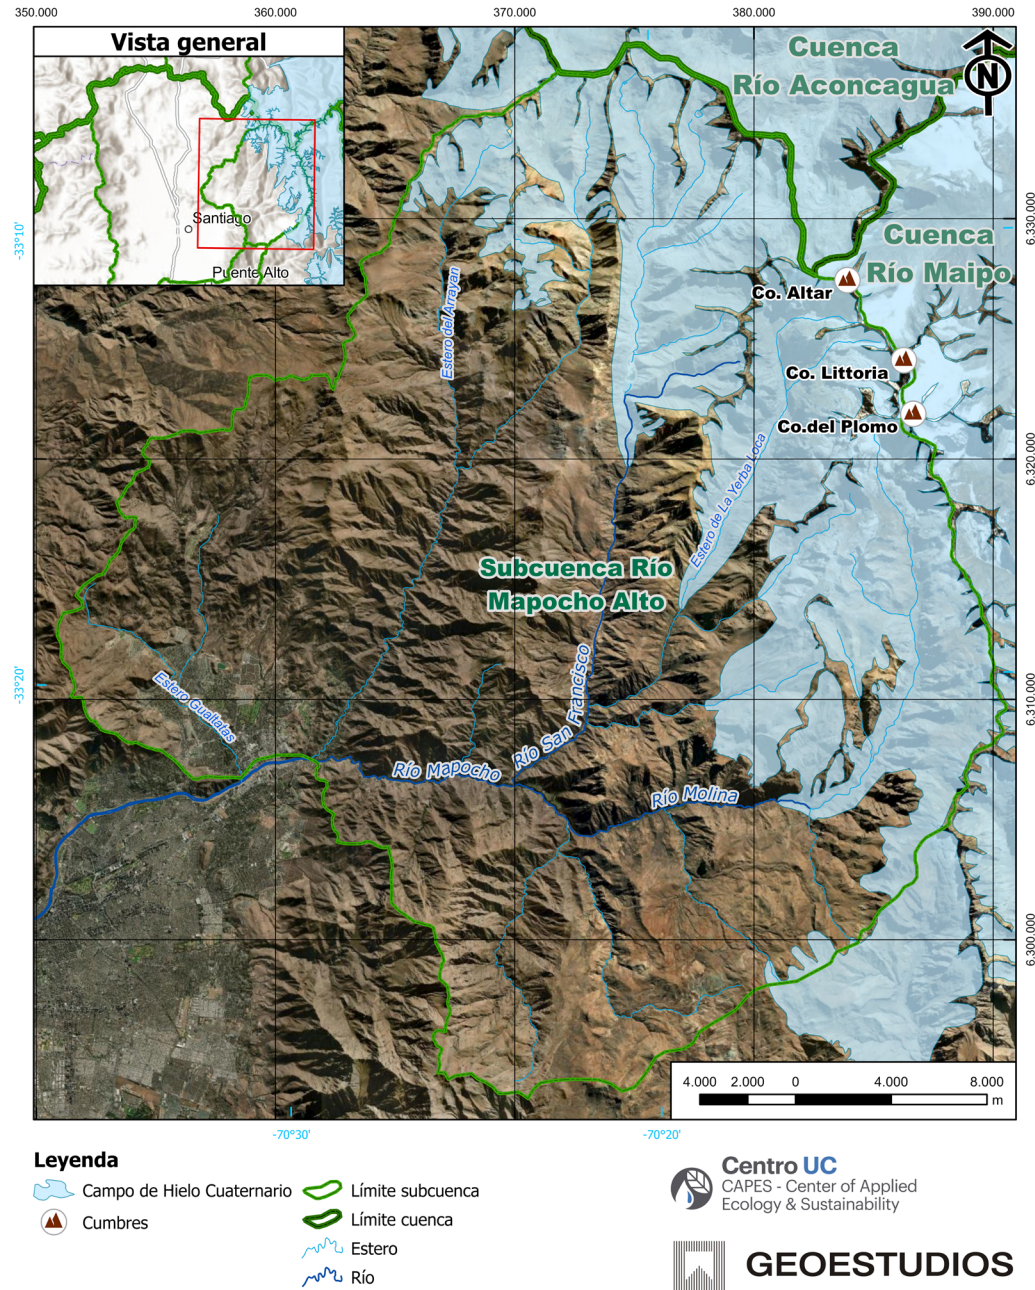 350.000 360.000 370.000 380.000 390.000
Vista general
Santiago
Puente Alto
Cuenca
Río Aconcagua
N
-33°10'
6.330.000
Cuenca
Río Maipo
Co. Altar
Estero del Arrayan
Co. Littoria
Co.del Plomo
6.320.000
Estero de La Yerba Loca
Subcuenca Río
Mapocho Alto
-33°20'
Estero Gualtatas
Río San Francisco
6.310.000
Río Mapocho
Río Molina
6.300.000
4.000 2.000 0 4.000 8.000
m
-70°30' -70°20'
Leyenda
Campo de Hielo Cuaternario
Cumbres
Límite subcuenca
Límite cuenca
Estero
Río
Centro UC
CAPES - Center of Applied
Ecology & Sustainability
GEOESTUDIOS